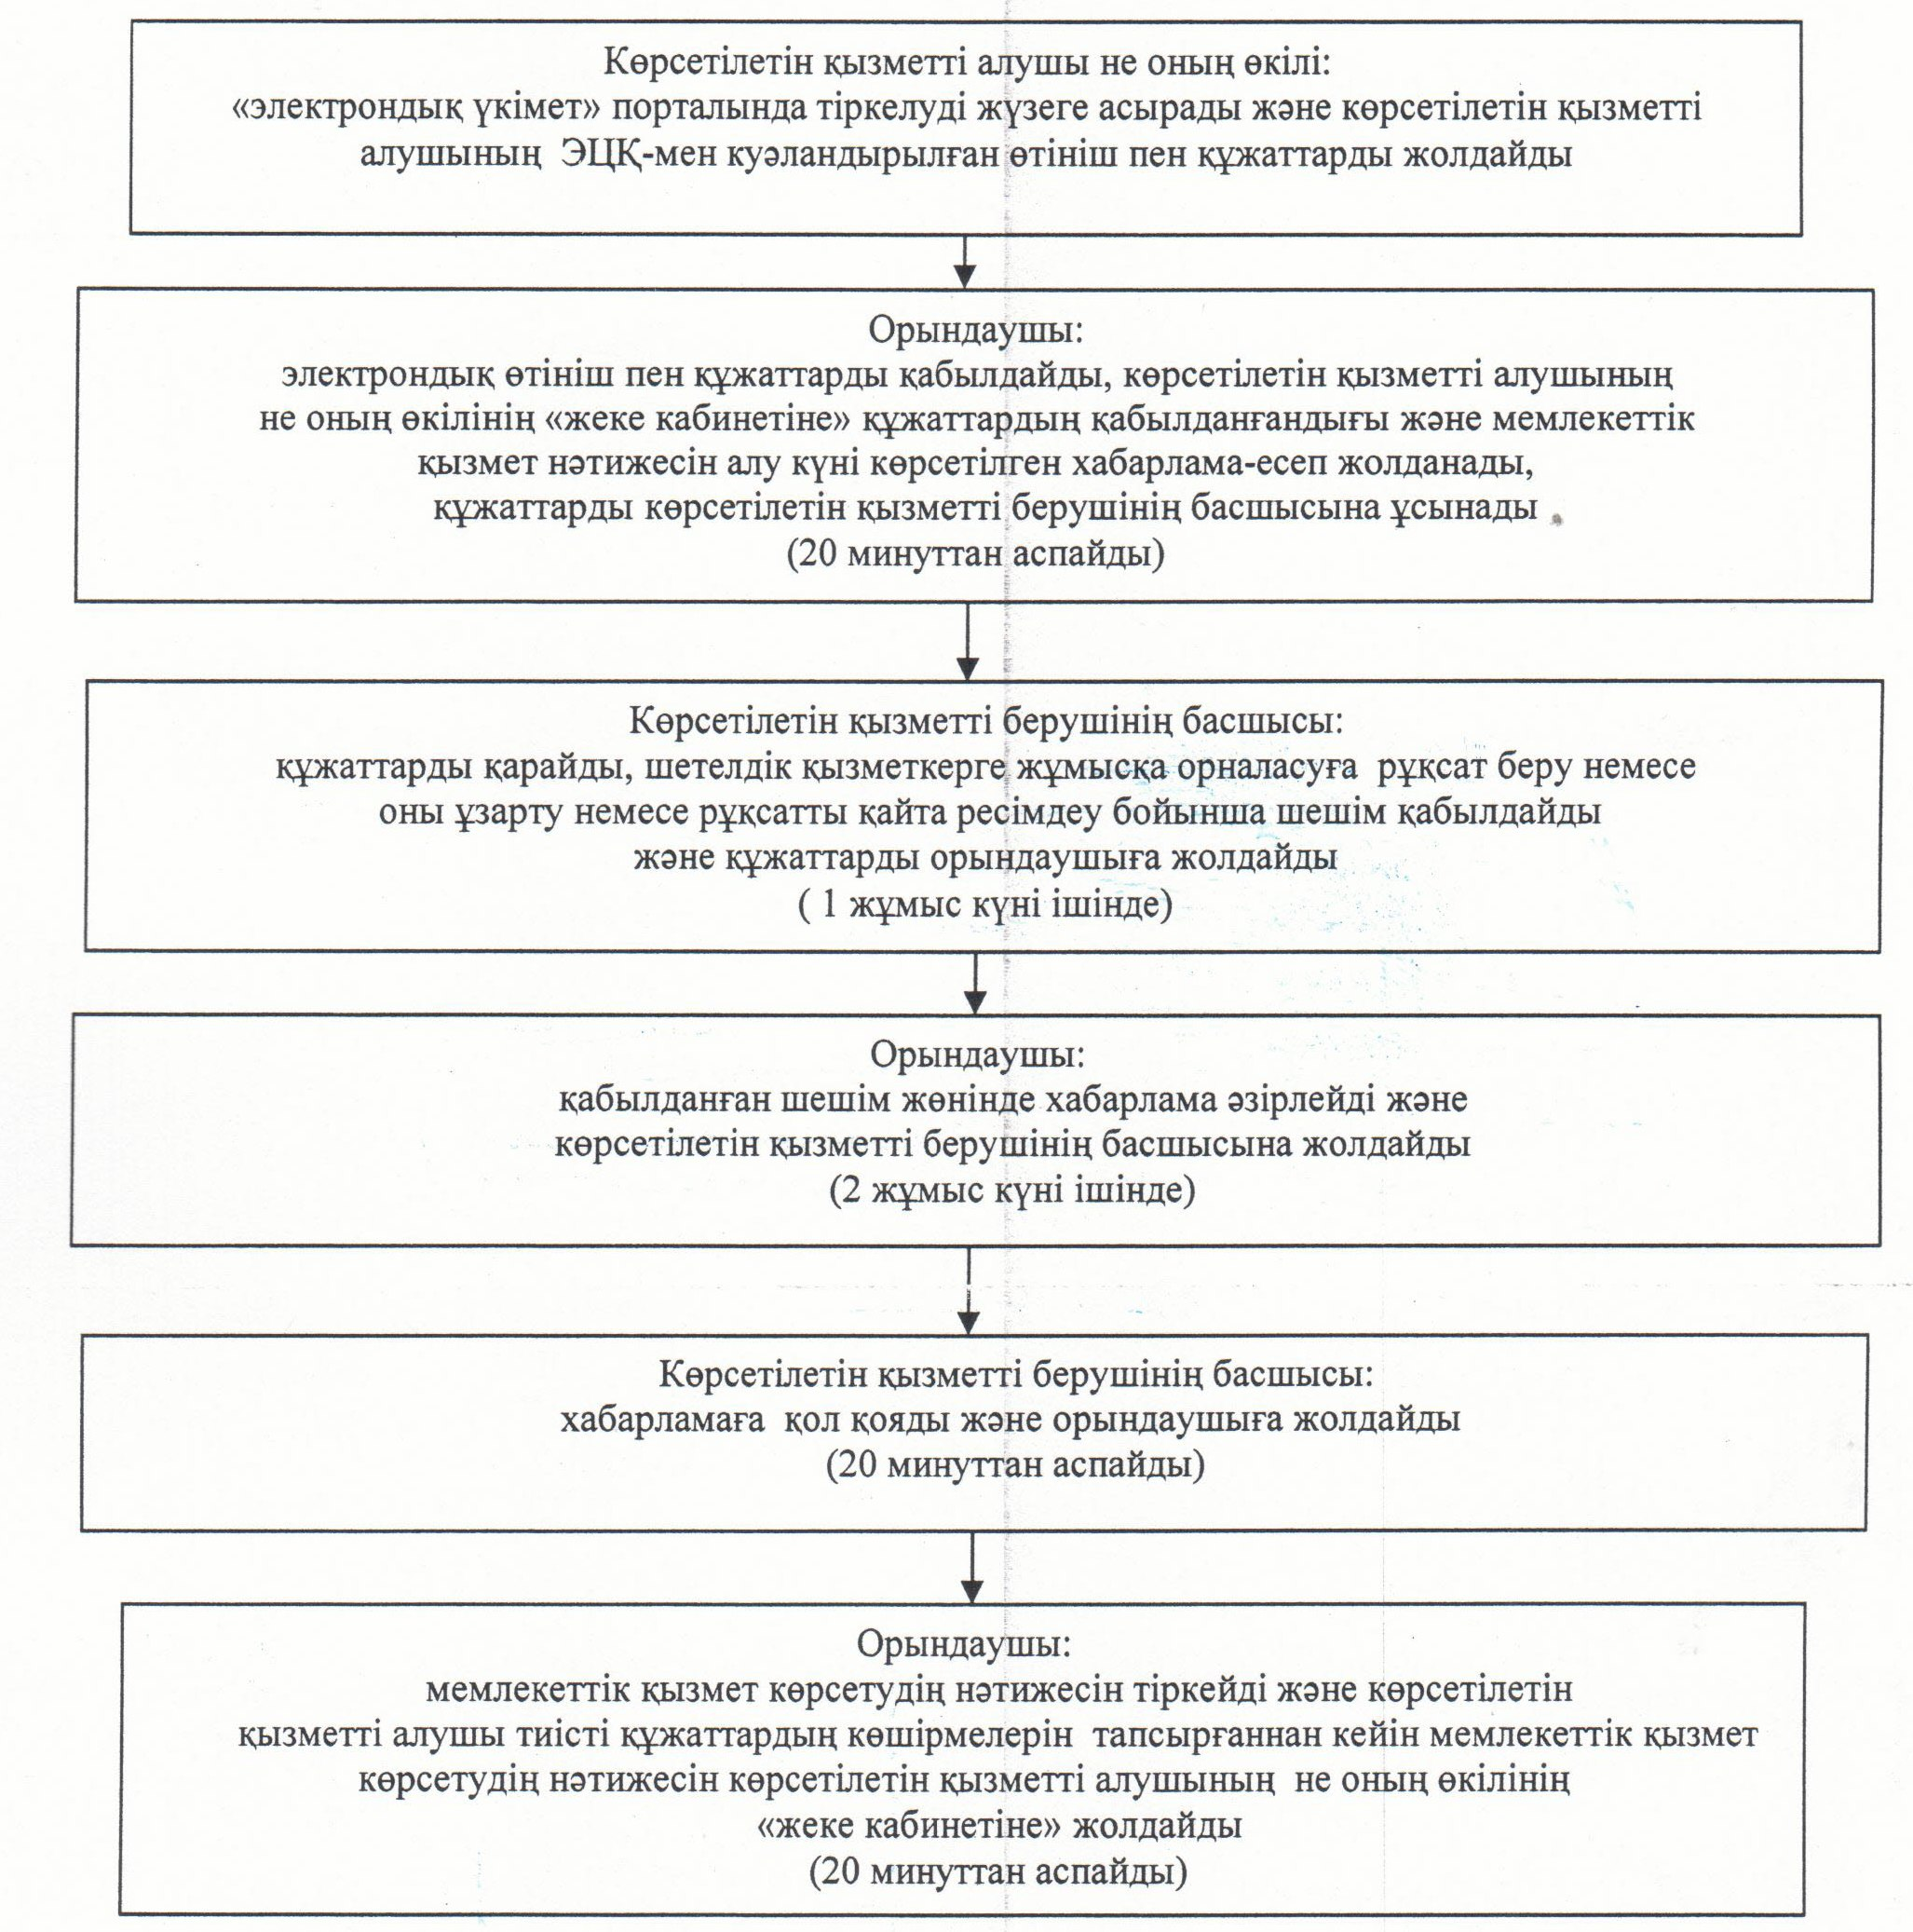 Көрсетілетін қызметті алушы не оның өкілі:
«электрондық үкімет» порталында тіркелуді жүзеге асырады және көрсетілетін қызметті
алушының ЭЦҚ-мен куәландырылған өтініш пен құжаттарды жолдайды
Орындаушы:
электрондық өтініш пен құжаттарды қабылдайды, көрсетілетін қызметті алушының
не оның өкілінің «жеке кабинетіне» құжаттардың қабылданғандығы және мемлекеттік
қызмет нәтижесін алу күні көрсетілген хабарлама-есеп жолданады,
құжаттарды көрсетілетін қызметті берушінің басшысына ұсынады
(20 минуттан аспайды)
Көрсетілетін қызметті берушінің басшысы:
құжаттарды қарайды, шетелдік қызметкерге жұмысқа орналасуға рұқсат беру немесе
оны ұзарту немесе рұқсатты қайта ресімдеу бойынша шешім қабылдайды
және құжаттарды орындаушыға жолдайды
( 1 жұмыс күні ішінде)
Орындаушы:
қабылданған шешім жөнінде хабарлама әзірлейді және
көрсетілетін қызметті берушінің басшысына жолдайды
(2 жұмыс күні ішінде)
Көрсетілетін қызметті берушінің басшысы:
хабарламаға қол қояды және орындаушыға жолдайды
(20 минуттан аспайды)
Орындаушы:
мемлекеттік қызмет көрсетудің нәтижесін тіркейді және көрсетілетін
қызметті алушы тиісті құжаттардың көшірмелерін тапсырғаннан кейін мемлекеттік қызмет
көрсетудің нәтижесін көрсетілетін қызметті алушының не оның өкілінің
«жеке кабинетіне» жолдайды
(20 минуттан аспайды)